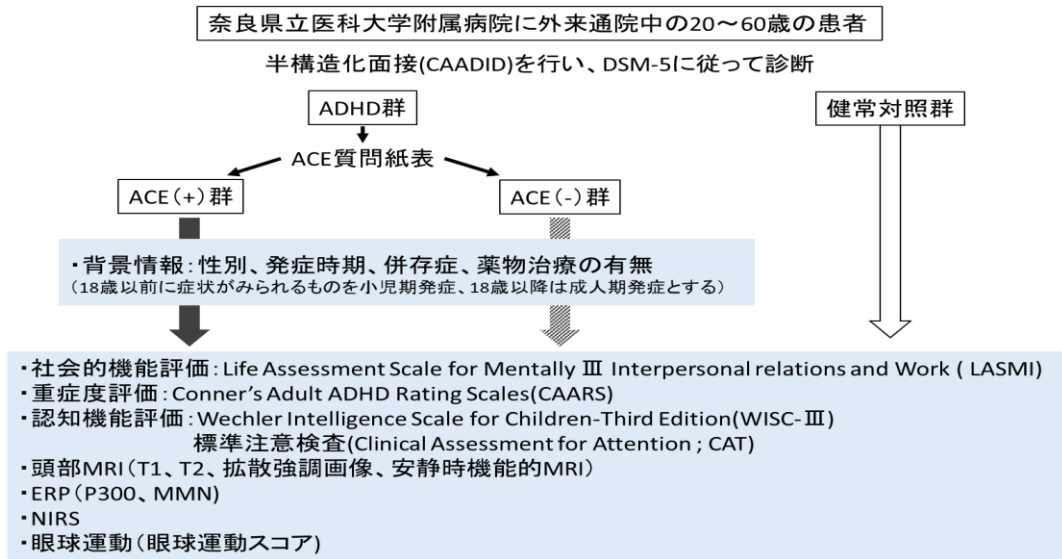 奈良県立医科大学附属病院に外来通院中の20～60歳の患者
半構造化面接(CAADID)を行い、DSM-5に従って診断
ADHD群
健常対照群
ACE質問紙表
ACE(+)群
ACE(-)群
・背景情報：性別、発症時期、併存症、薬物治療の有無
（18歳以前に症状がみられるものを小児期発症、18歳以降は成人期発症とする）
・社会的機能評価：Life Assessment Scale for Mentally Ⅲ Interpersonal relations and Work ( LASMI)
・重症度評価：Conner's Adult ADHD Rating Scales(CAARS)
・認知機能評価：Wechler Intelligence Scale for Children-Third Edition(WISC-Ⅲ)
標準注意検査(Clinical Assessment for Attention ; CAT)
・頭部MRI（T1、T2、拡散強調画像、安静時機能的MRI）
・ERP（P300、MMN)
・NIRS
・眼球運動（眼球運動スコア）